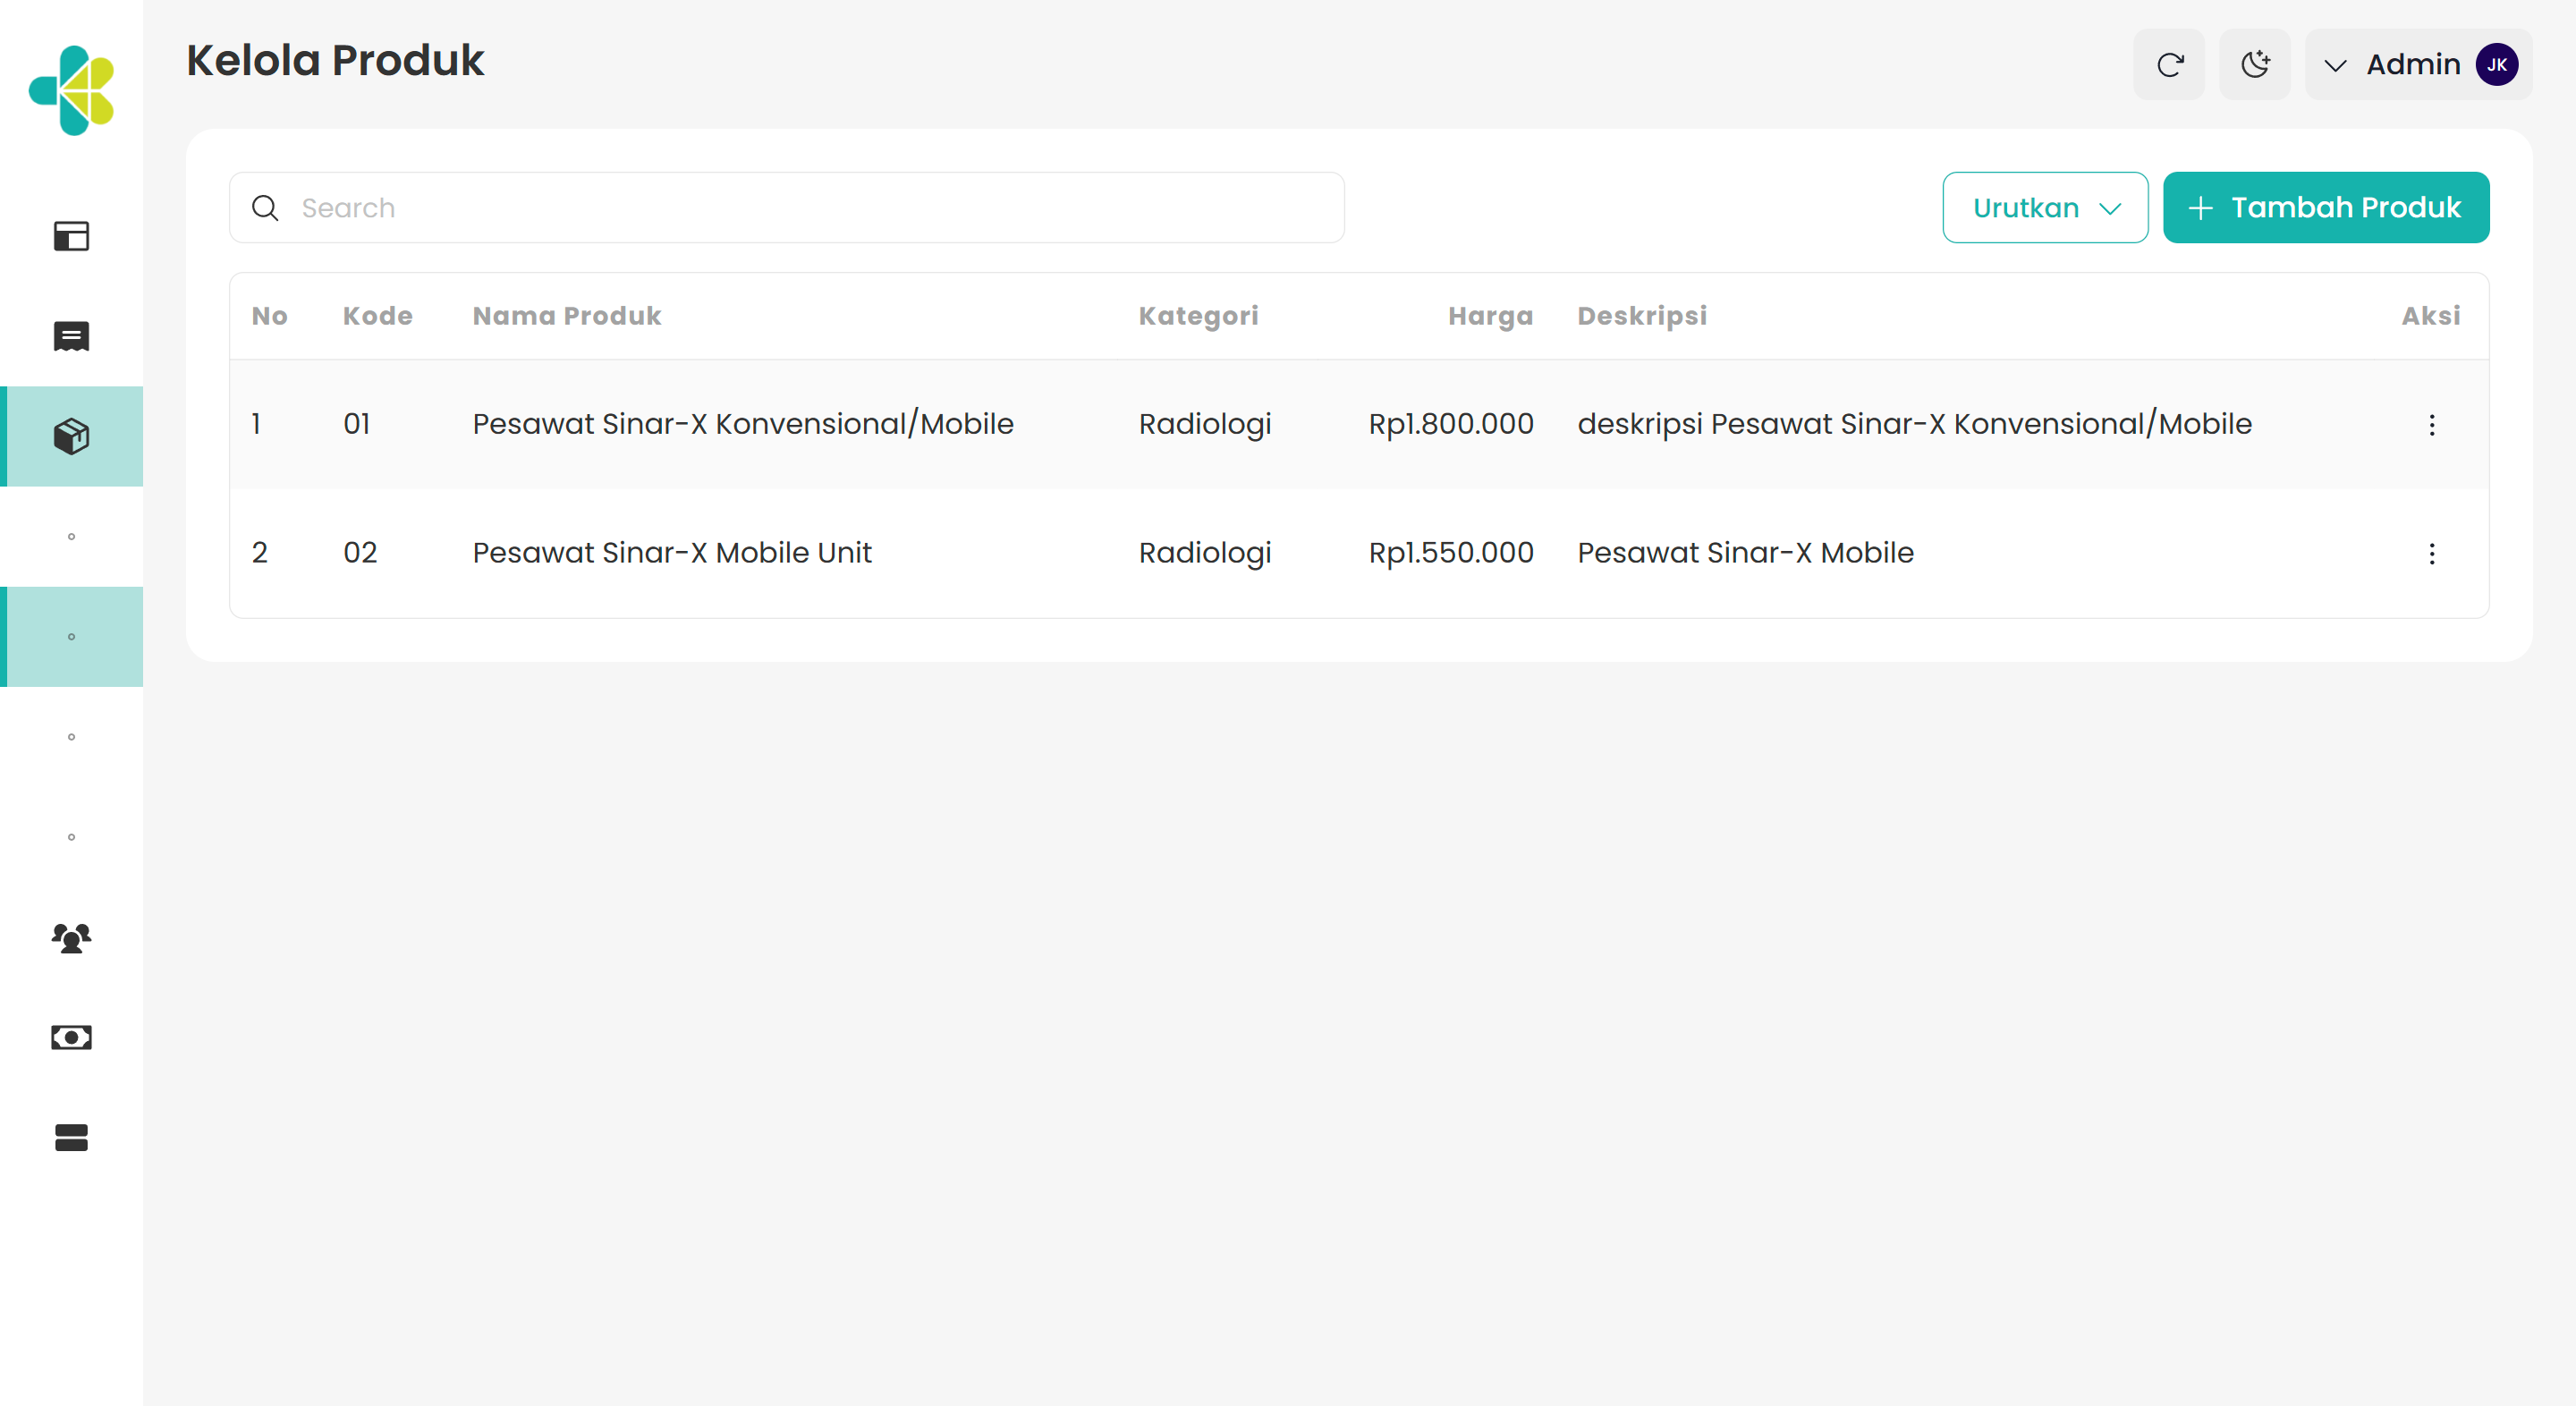 Kelola Produk
Admin JK
Search
Urutkan
Tambah Produk
No Kode Nama Produk Kategori Harga Deskripsi Aksi
1 01 Pesawat Sinar-X Konvensional/Mobile Radiologi Rp1.800.000 deskripsi Pesawat Sinar-X Konvensional/Mobile
2 02 Pesawat Sinar-X Mobile Unit Radiologi Rp1.550.000 Pesawat Sinar-X Mobile